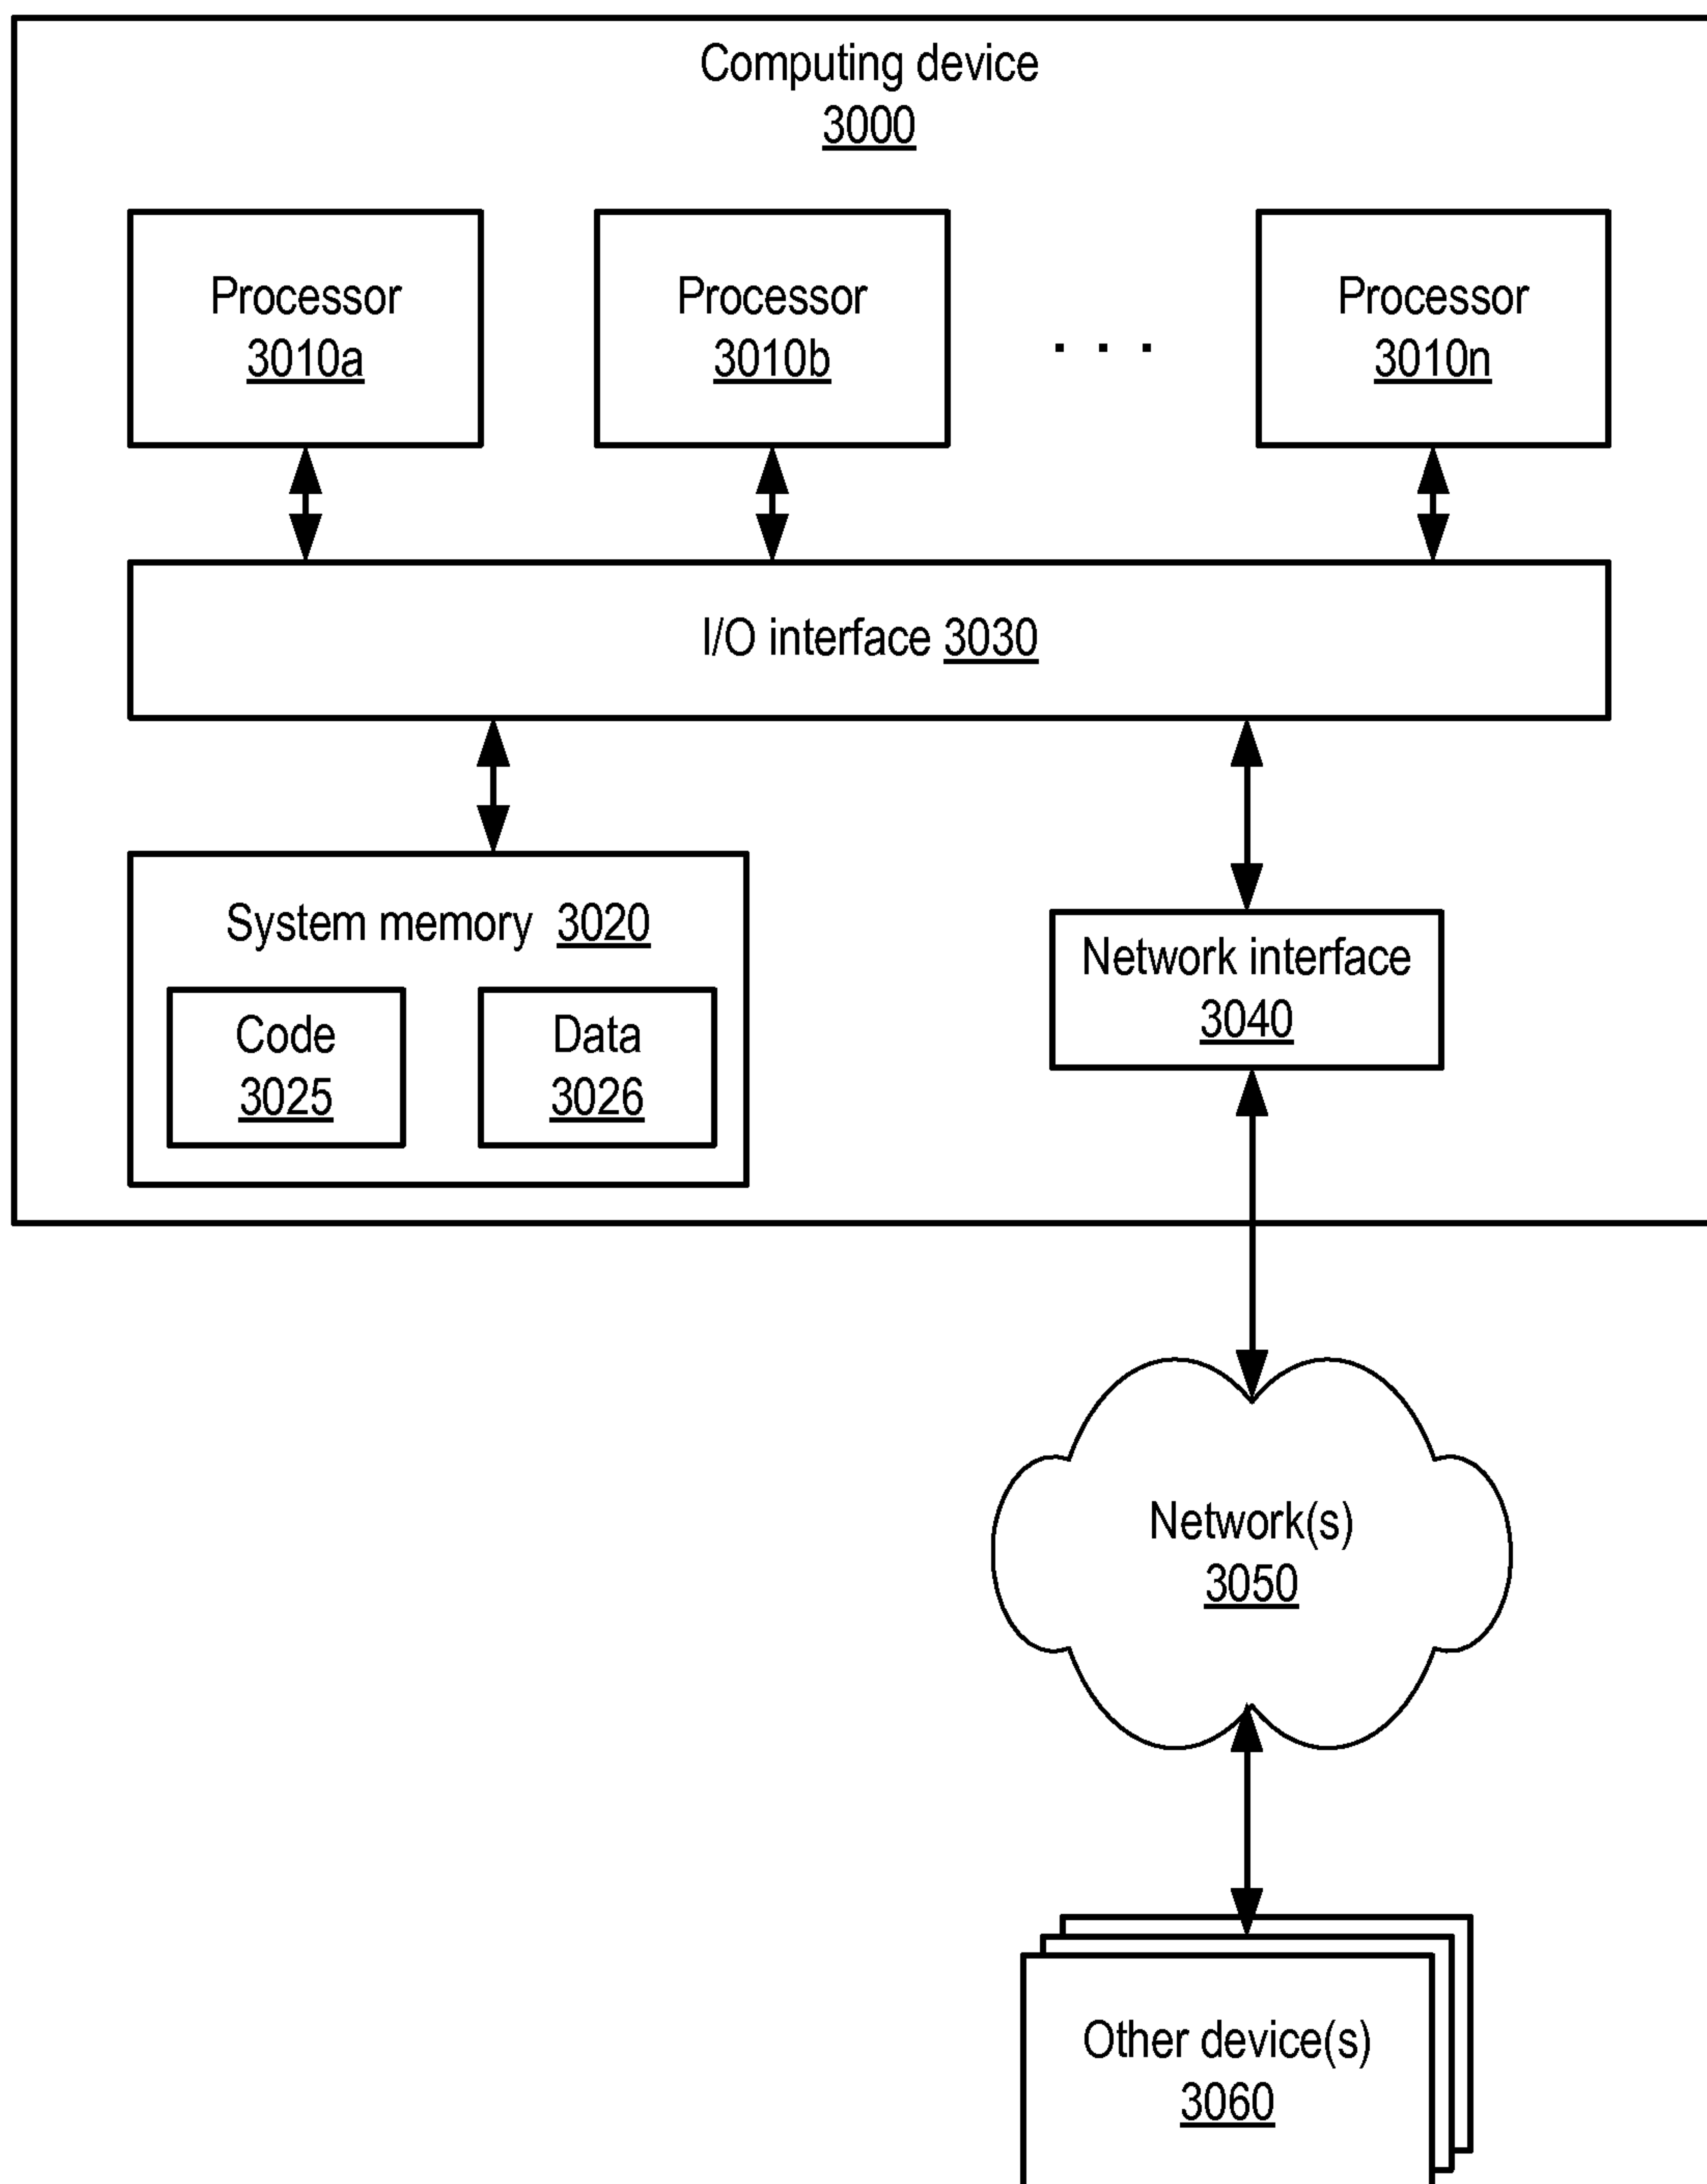 Computing device
3000
Processor
3010a
Processor
3010b
. . .
Processor
3010n
I/O interface 3030
System memory 3020
Code
3025
Data
3026
Network interface
3040
Network(s)
3050
Other device(s)
3060